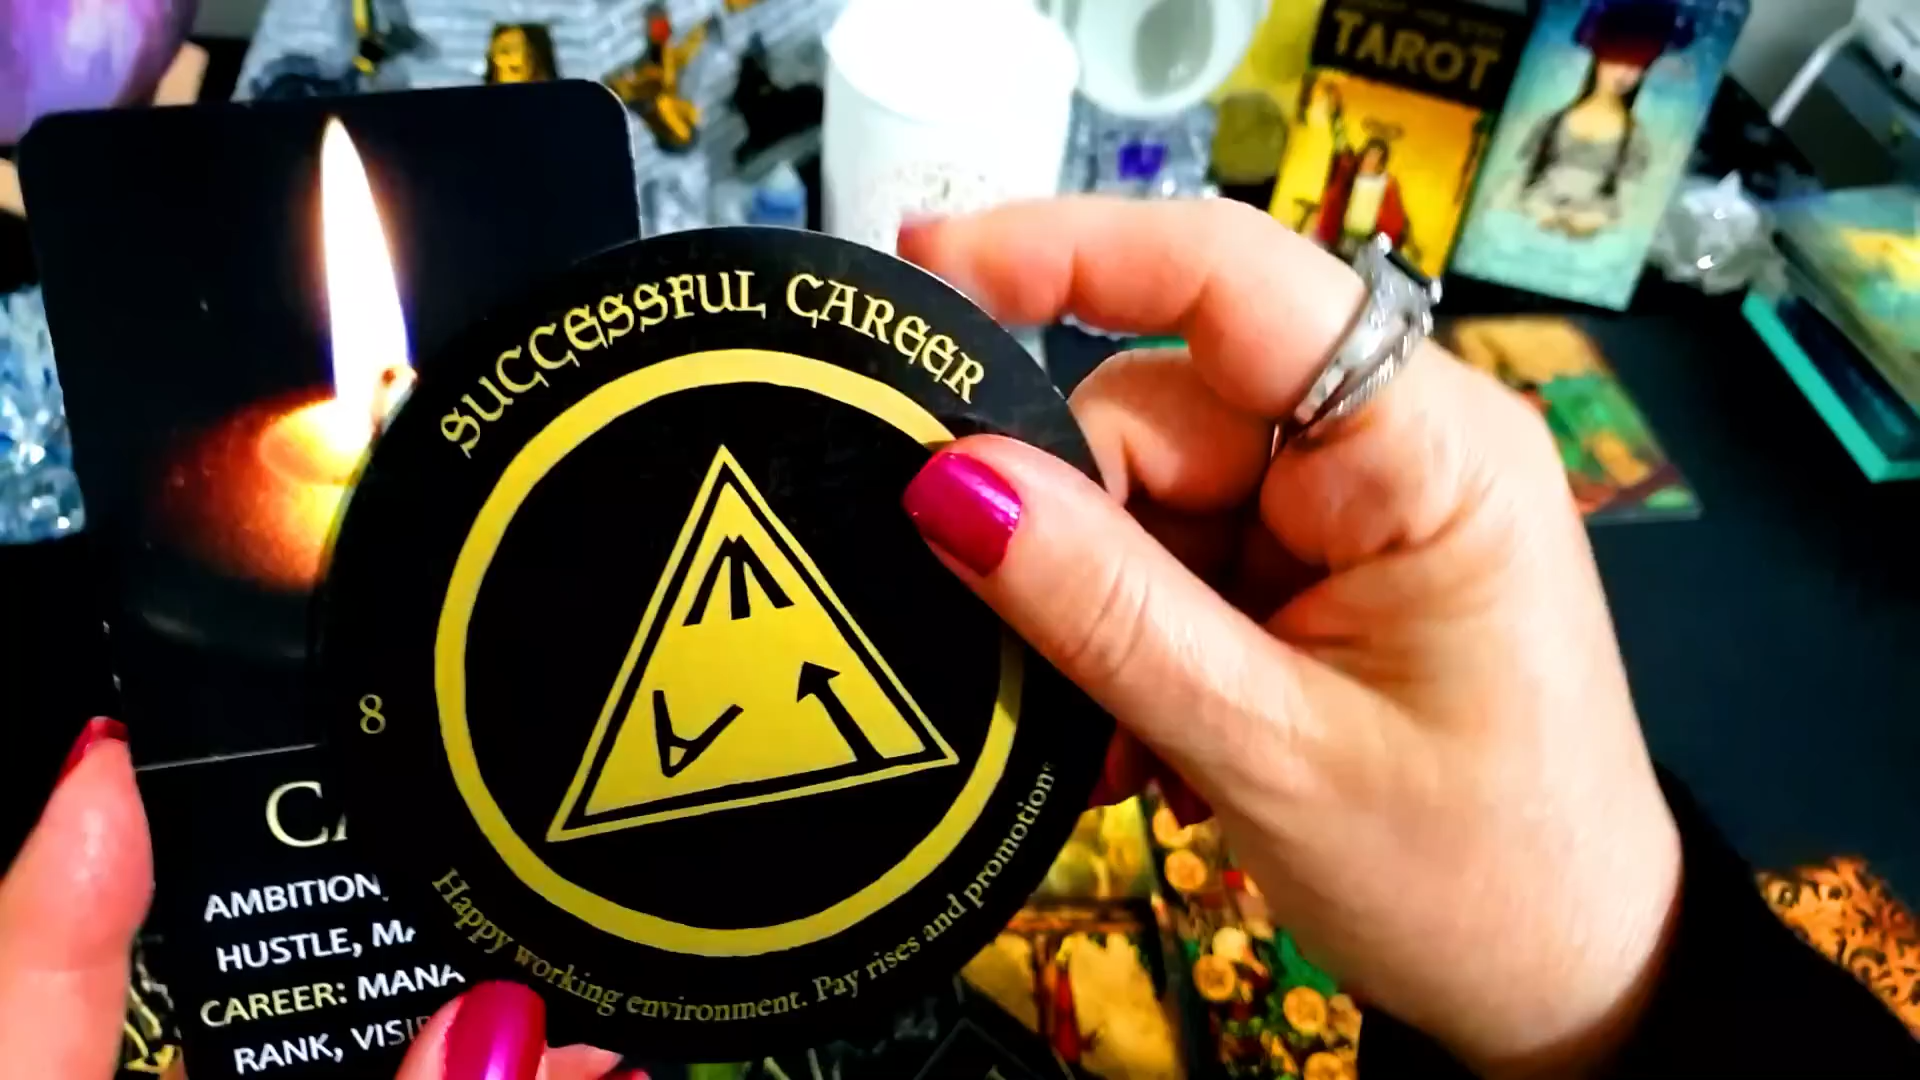 TAROT
SUCCESSFUL CAREER
8
Happy working environment. Pay rises and promotions
AMBITION,
HUSTLE,
CAREER:
RANK,